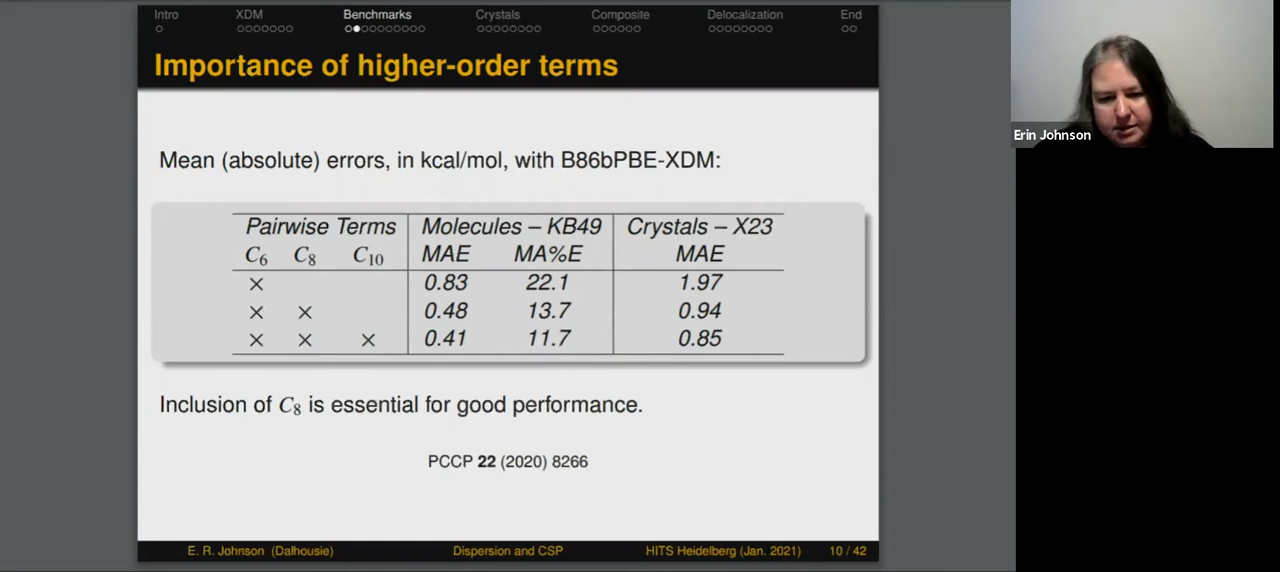 Intro XDM Benchmarks Crystals Composite Delocalization End
Importance of higher-order terms
Erin Johnson
Mean (absolute) errors, in kcal/mol, with B86bPBE-XDM:
Pairwise Terms Molecules – KB49 Crystals – X23
C₆ C₈ C₁₀ MAE MA%E MAE
× 0.83 22.1 1.97
× × 0.48 13.7 0.94
× × × 0.41 11.7 0.85
Inclusion of C₈ is essential for good performance.
PCCP 22 (2020) 8266
E. R. Johnson (Dalhousie) Dispersion and CSP HITS Heidelberg (Jan. 2021) 10 / 42